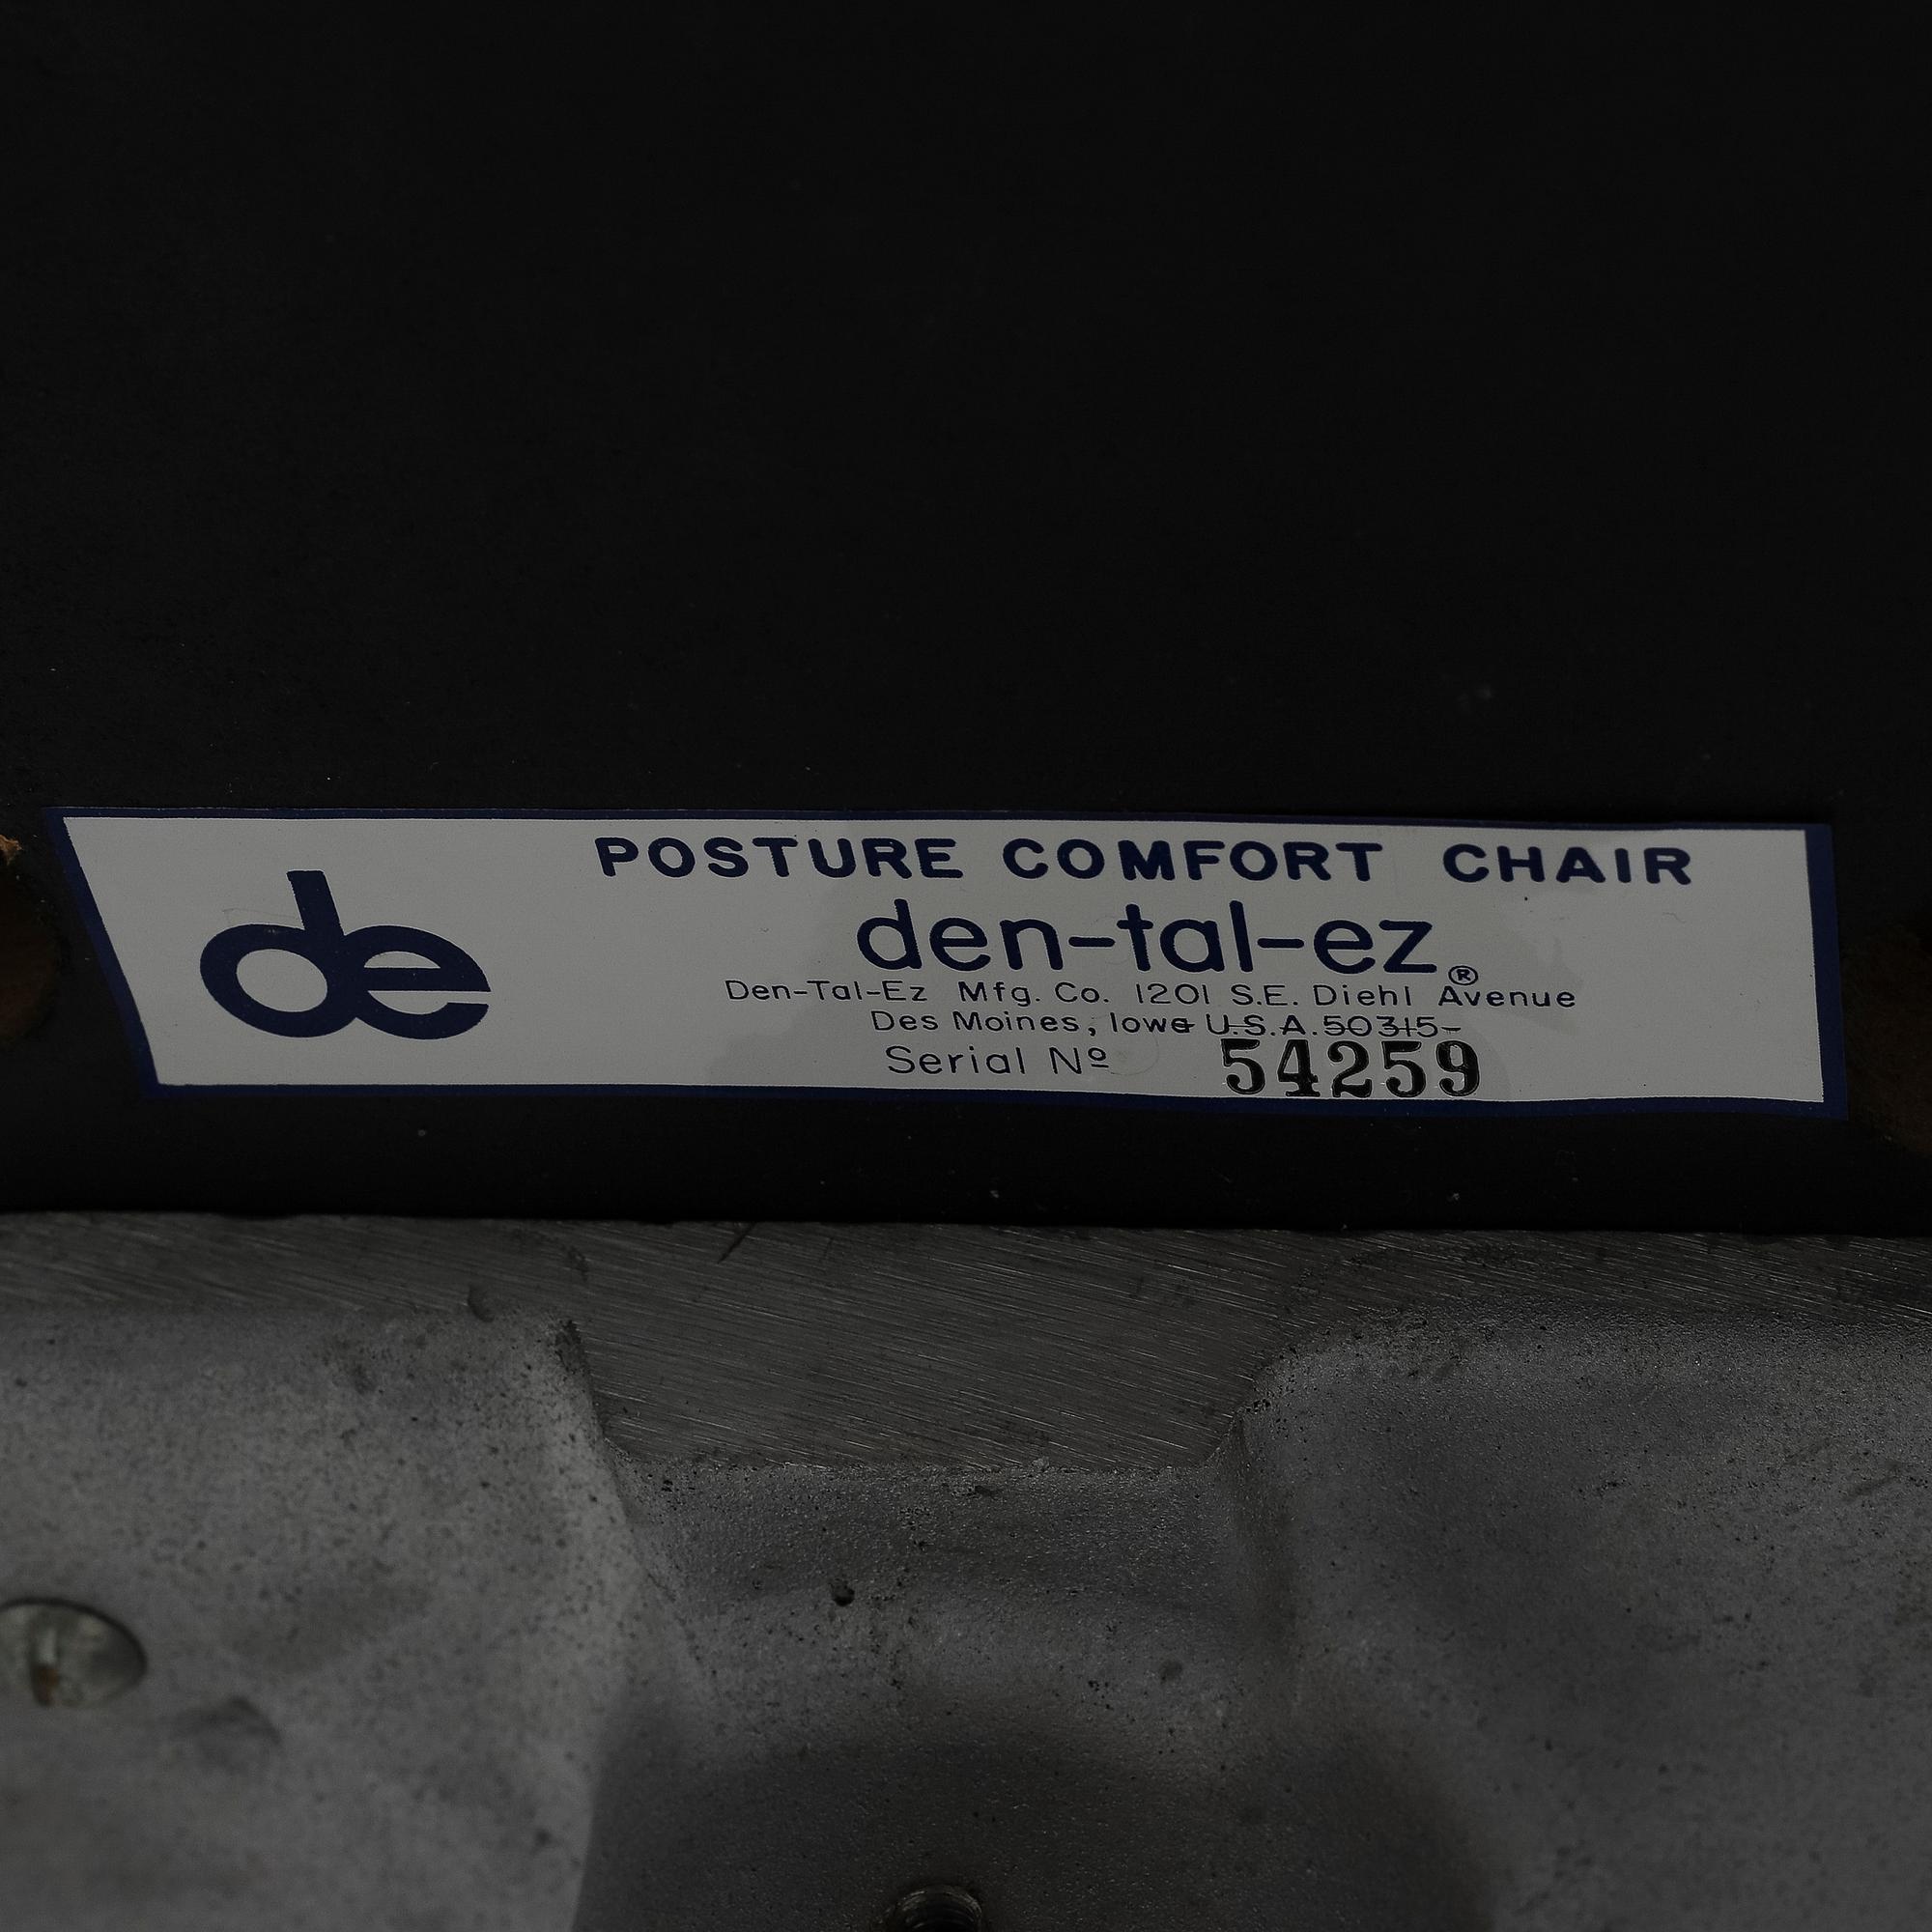 de
POSTURE COMFORT CHAIR
den-tal-ez®
Den-Tal-Ez Mfg. Co. 1201 S.E. Diehl Avenue
Des Moines, Iowa U.S.A. 50315
Serial Nº 54259